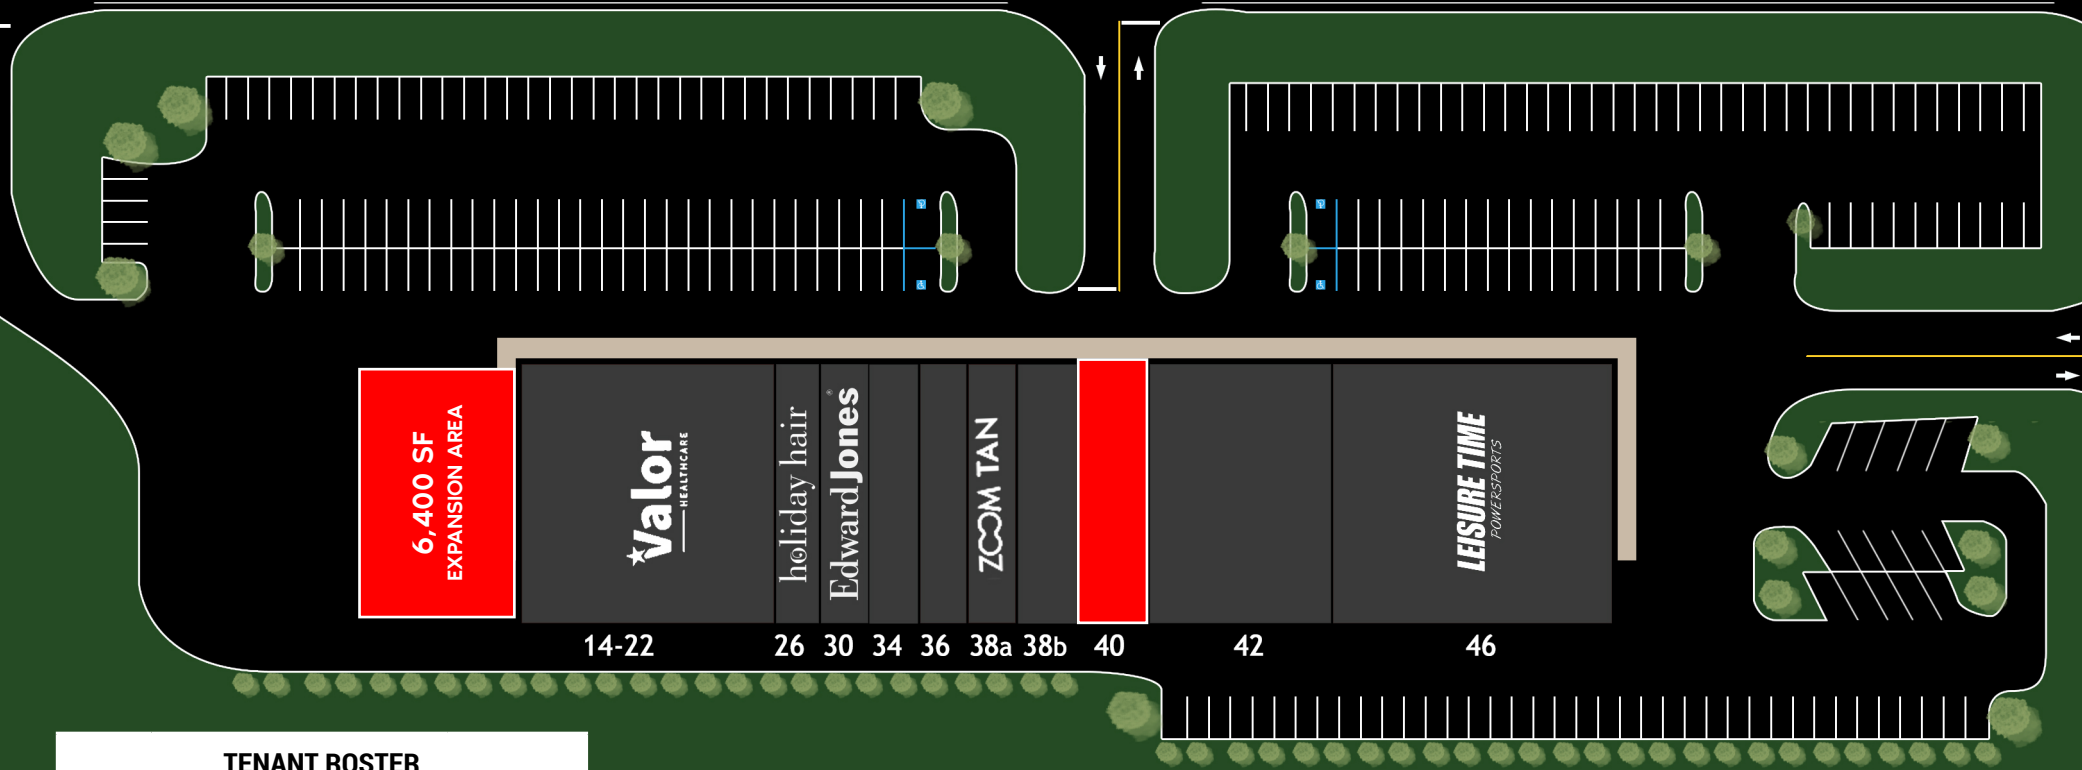 6,400 SF
EXPANSION AREA
Valor
HEALTHCARE
holiday hair
Edward Jones®
ZOOM TAN
LEISURE TIME
POWERSPORTS
14-22 26 30 34 36 38a 38b 40 42 46
TENANT ROSTER